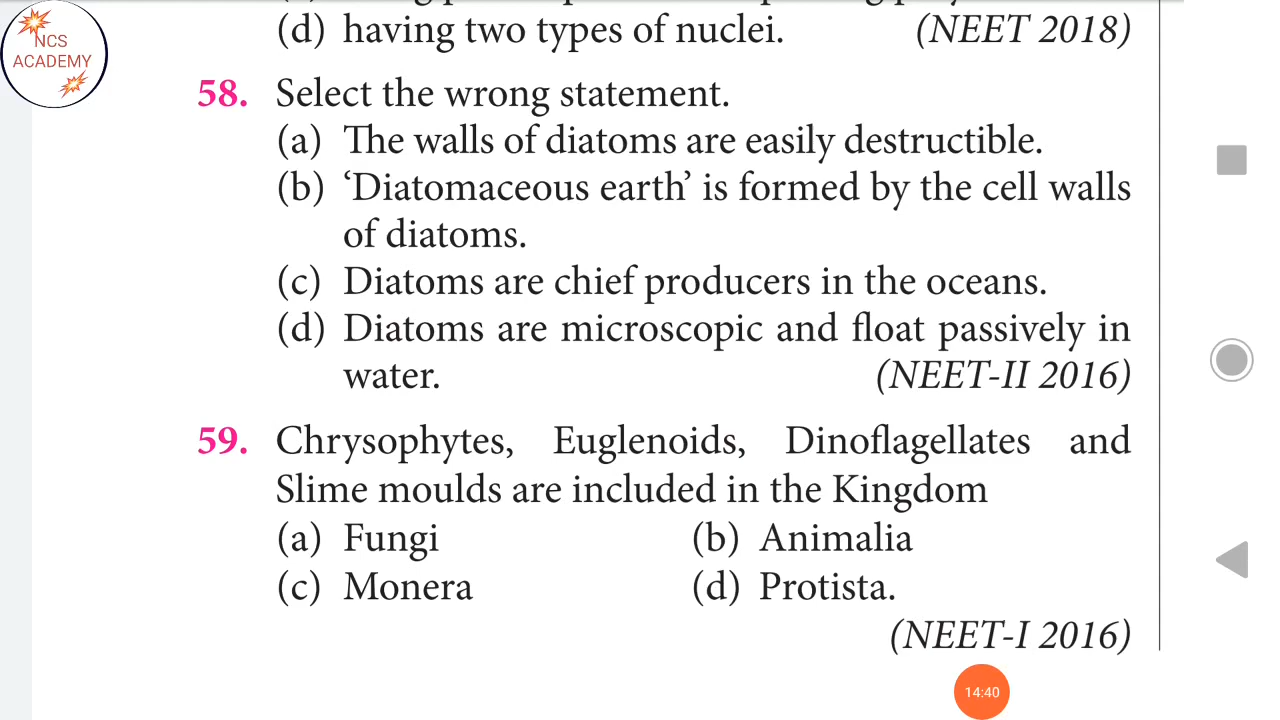 NCS
ACADEMY
(d) having two types of nuclei. (NEET 2018)
58. Select the wrong statement.
(a) The walls of diatoms are easily destructible.
(b) ‘Diatomaceous earth’ is formed by the cell walls
of diatoms.
(c) Diatoms are chief producers in the oceans.
(d) Diatoms are microscopic and float passively in
water. (NEET-II 2016)
59. Chrysophytes, Euglenoids, Dinoflagellates and
Slime moulds are included in the Kingdom
(a) Fungi (b) Animalia
(c) Monera (d) Protista.
(NEET-I 2016)
14:40